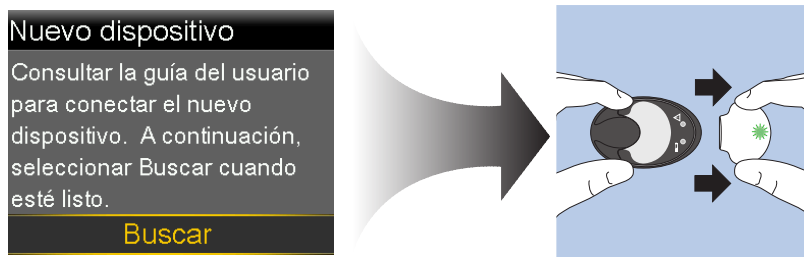 Nuevo dispositivo
Consultar la guía del usuario
para conectar el nuevo
dispositivo. A continuación,
seleccionar Buscar cuando
esté listo.
Buscar